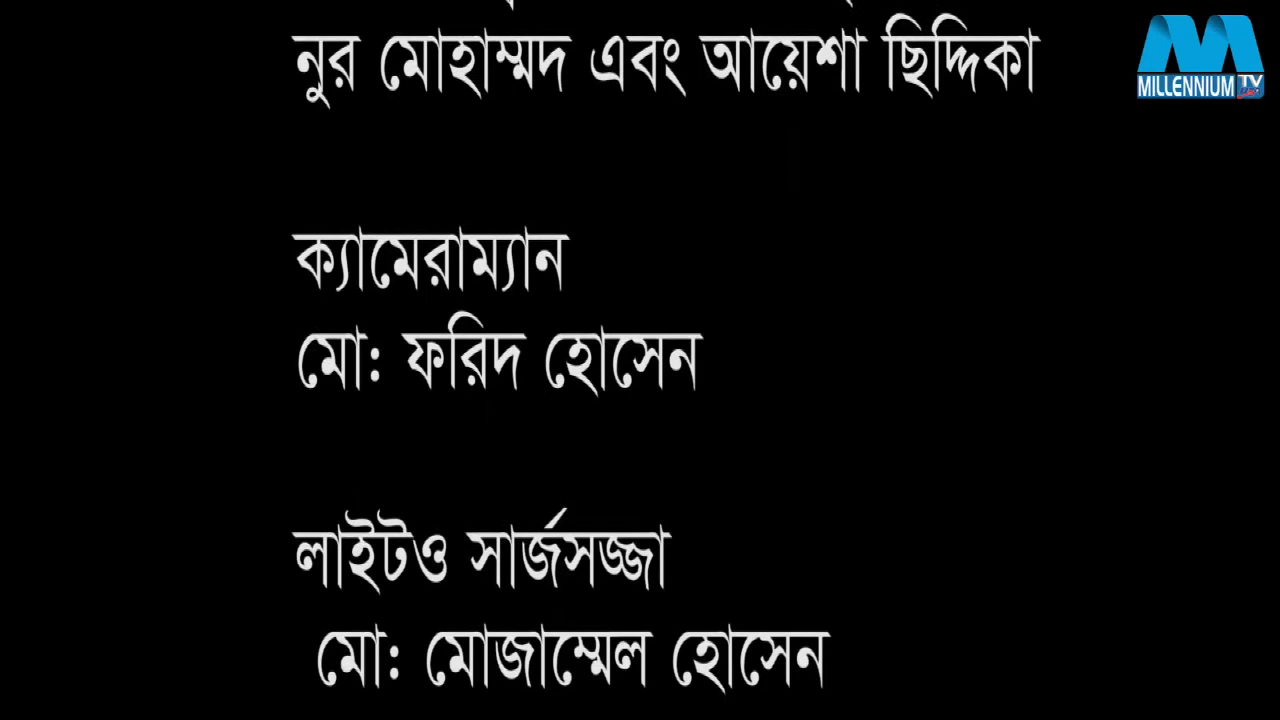 নুর মোহাম্মদ এবং আয়েশা ছিদ্দিকা
MILLENNIUM TV
ক্যামেরাম্যান
মো: ফরিদ হোসেন
লাইটও সার্জসজ্জা
মো: মোজাম্মেল হোসেন